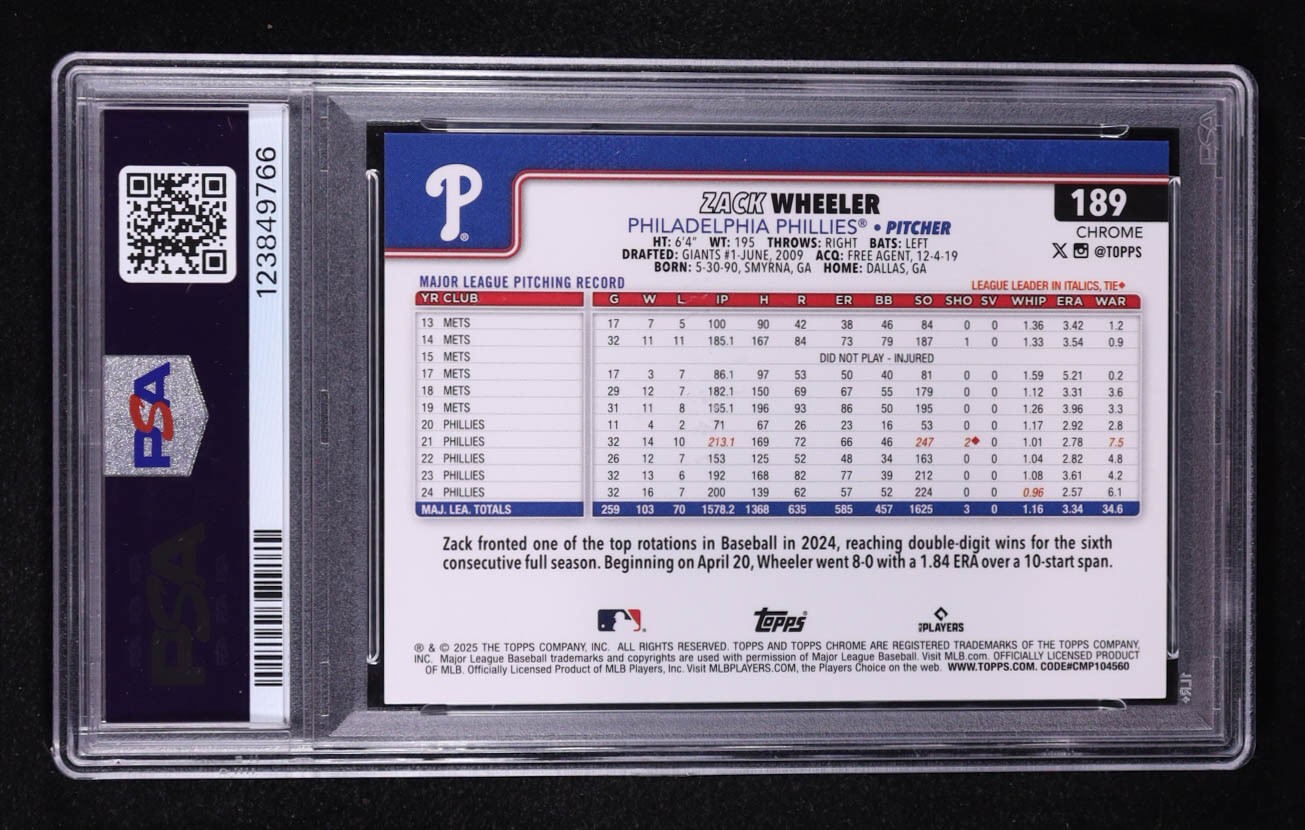 123849766
PSA
P
ZACK WHEELER
PHILADELPHIA PHILLIES® • PITCHER
HT: 6'4" WT: 195 THROWS: RIGHT BATS: LEFT
DRAFTED: GIANTS #1-JUNE, 2009 ACQ: FREE AGENT, 12-4-19
BORN: 5-30-90, SMYRNA, GA HOME: DALLAS, GA
189
CHROME
@TOPPS
MAJOR LEAGUE PITCHING RECORD
LEAGUE LEADER IN ITALICS, TIE◆
YR CLUB G W L IP H R ER BB SO SHO SV WHIP ERA WAR
13 METS 17 7 5 100 90 42 38 46 84 0 0 1.36 3.42 1.2
14 METS 32 11 11 185.1 167 84 73 79 187 1 0 1.33 3.54 0.9
15 METS DID NOT PLAY - INJURED
17 METS 17 3 7 86.1 97 53 50 40 81 0 0 1.59 5.21 0.2
18 METS 29 12 7 182.1 150 69 67 55 179 0 0 1.12 3.31 3.6
19 METS 31 11 8 195.1 196 93 86 50 195 0 0 1.26 3.96 3.3
20 PHILLIES 11 4 2 71 67 26 23 16 53 0 0 1.17 2.92 2.8
21 PHILLIES 32 14 10 213.1 169 72 66 46 247 2◆ 0 1.01 2.78 7.5
22 PHILLIES 26 12 7 153 125 52 48 34 163 0 0 1.04 2.82 4.8
23 PHILLIES 32 13 6 192 168 82 77 39 212 0 0 1.08 3.61 4.2
24 PHILLIES 32 16 7 200 139 62 57 52 224 0 0 0.96 2.57 6.1
MAJ. LEA. TOTALS 259 103 70 1578.2 1368 635 585 457 1625 3 0 1.16 3.34 34.6
Zack fronted one of the top rotations in Baseball in 2024, reaching double-digit wins for the sixth
consecutive full season. Beginning on April 20, Wheeler went 8-0 with a 1.84 ERA over a 10-start span.
Topps
PLAYERS
® & © 2025 THE TOPPS COMPANY, INC. ALL RIGHTS RESERVED. TOPPS AND TOPPS CHROME ARE REGISTERED TRADEMARKS OF THE TOPPS COMPANY,
INC. Major League Baseball trademarks and copyrights are used with permission of Major League Baseball. Visit MLB.com. OFFICIALLY LICENSED PRODUCT
OF MLB. Officially Licensed Product of MLB Players, Inc. Visit MLBPLAYERS.COM, the Players Choice on the web. WWW.TOPPS.COM. CODE#CMP104560
PSA
PSA